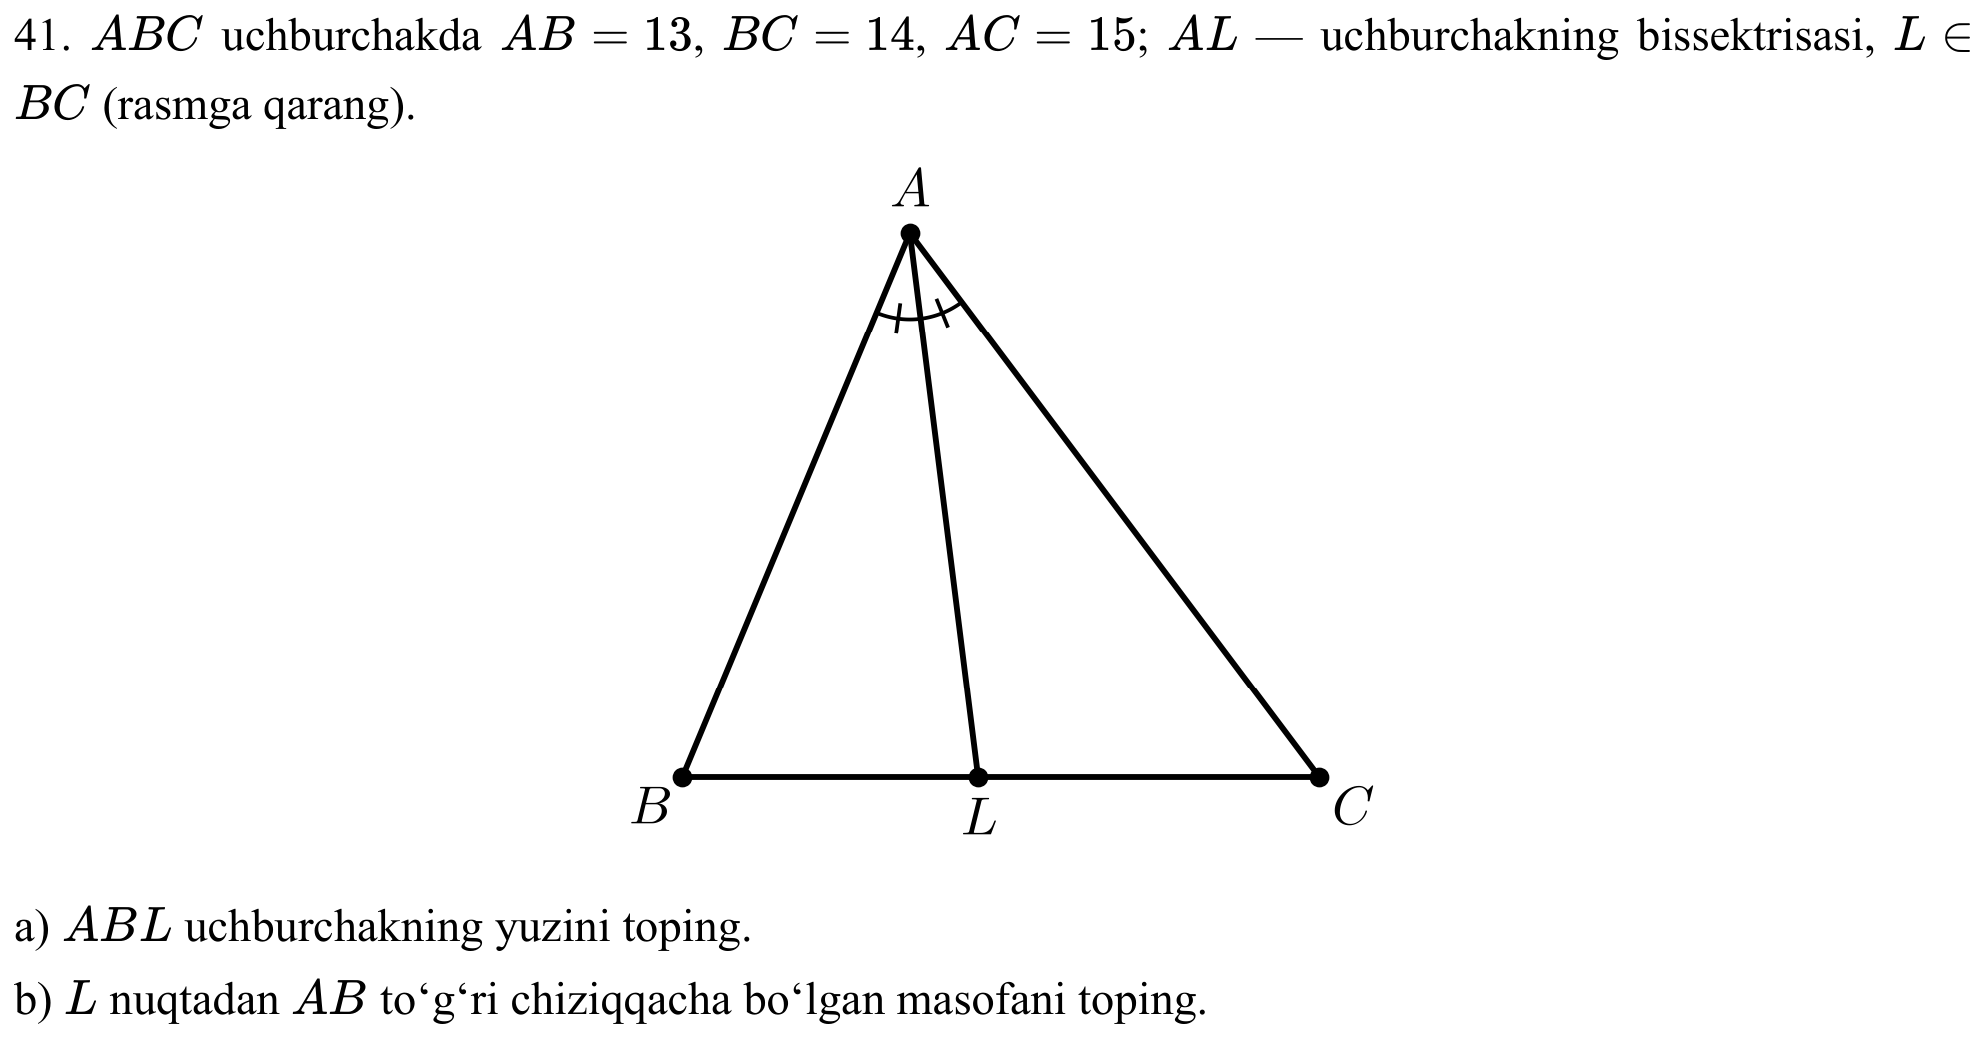 41. ABC uchburchakda AB = 13, BC = 14, AC = 15; AL — uchburchakning bissektrisasi, L ∈
BC (rasmga qarang).
A
B
L
C
a) ABL uchburchakning yuzini toping.
b) L nuqtadan AB to‘g‘ri chiziqqacha bo‘lgan masofani toping.